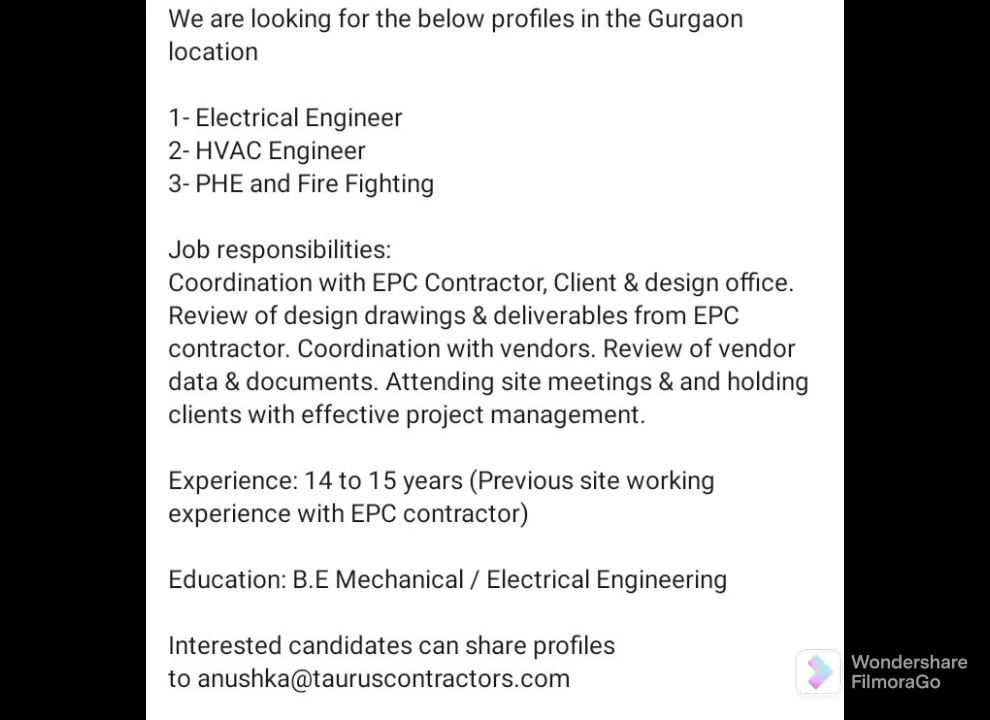 We are looking for the below profiles in the Gurgaon
location
1- Electrical Engineer
2- HVAC Engineer
3- PHE and Fire Fighting
Job responsibilities:
Coordination with EPC Contractor, Client & design office.
Review of design drawings & deliverables from EPC
contractor. Coordination with vendors. Review of vendor
data & documents. Attending site meetings & and holding
clients with effective project management.
Experience: 14 to 15 years (Previous site working
experience with EPC contractor)
Education: B.E Mechanical / Electrical Engineering
Interested candidates can share profiles
to anushka@tauruscontractors.com
Wondershare
FilmoraGo